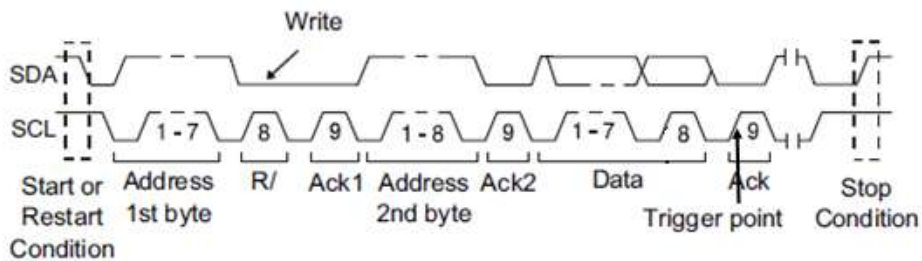 Write
SDA
SCL
1 - 7 8 9 1 - 8 9 1 - 7 8 9
Start or Restart Condition
Address 1st byte
R/
Ack1
Address 2nd byte
Ack2
Data
Ack
Trigger point
Stop Condition